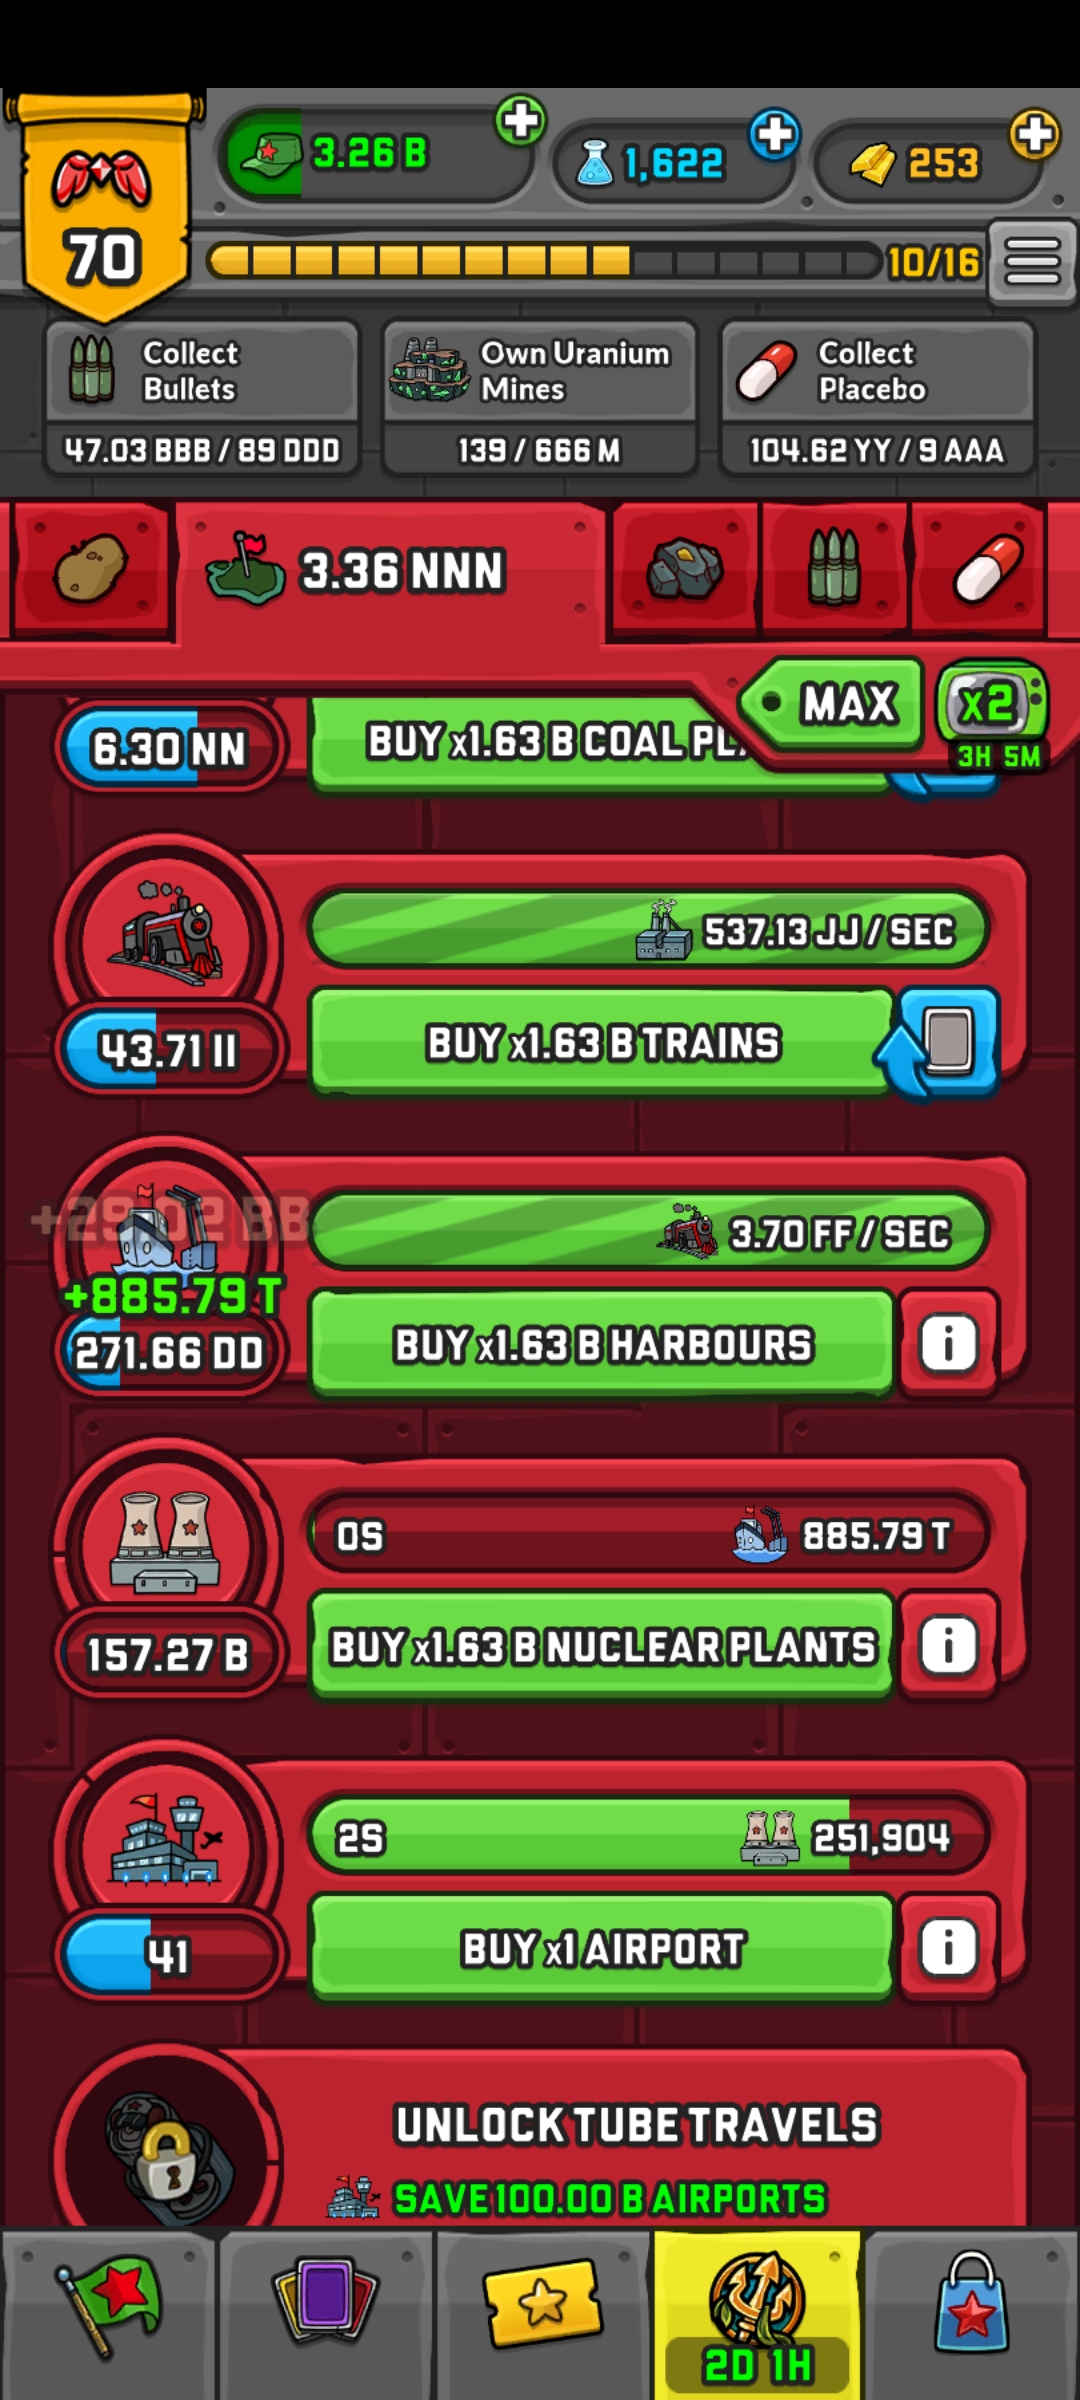 3.26 B
1,622
253
70
10/16
Collect
Bullets
47.03 BBB / 89 DDD
Own Uranium
Mines
139 / 666 M
Collect
Placebo
104.62 YY / 9 AAA
3.36 NNN
MAX
x2
3H 5M
6.30 NN
BUY x1.63 B COAL
537.13 JJ / SEC
43.71 II
BUY x1.63 B TRAINS
+29.02 BB
3.70 FF / SEC
+885.79 T
271.66 DD
BUY x1.63 B HARBOURS
i
0S
885.79 T
157.27 B
BUY x1.63 B NUCLEAR PLANTS
i
2S
251,904
41
BUY x1 AIRPORT
i
UNLOCK TUBE TRAVELS
SAVE 100.00 B AIRPORTS
2D 1H